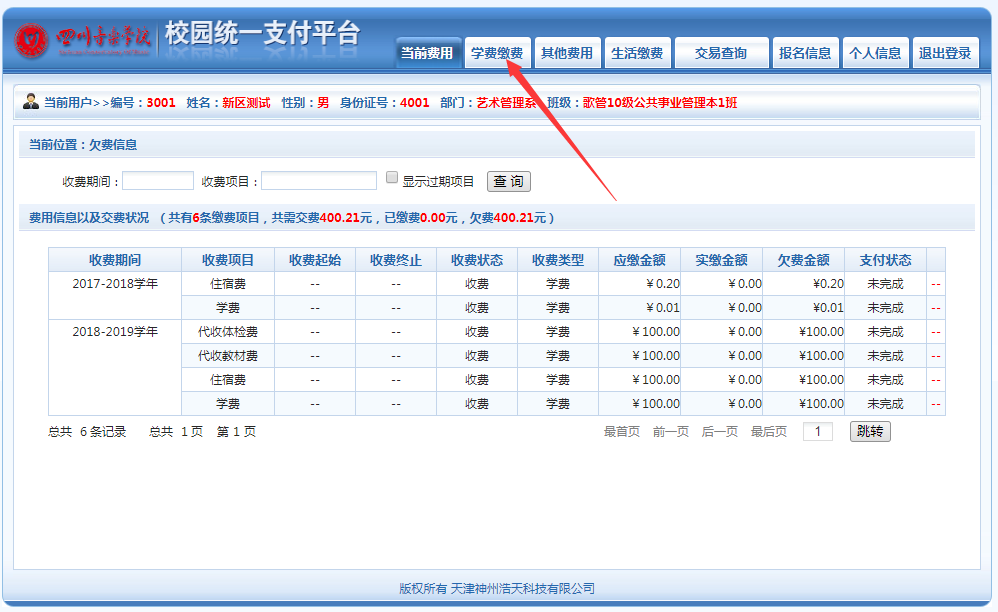 四川音乐学院 校园统一支付平台
当前费用 学费缴费 其他费用 生活缴费 交易查询 报名信息 个人信息 退出登录
当前用户>>编号：3001 姓名：新区测试 性别：男 身份证号：4001 部门：艺术管理系 班级：歌管10级公共事业管理本1班
当前位置：欠费信息
收费期间： 收费项目： 显示过期项目 查 询
费用信息以及交费状况 （共有6条缴费项目，共需交费400.21元，已缴费0.00元，欠费400.21元）
收费期间 收费项目 收费起始 收费终止 收费状态 收费类型 应缴金额 实缴金额 欠费金额 支付状态
2017-2018学年 住宿费 -- -- 收费 学费 ￥0.20 ￥0.00 ¥0.20 未完成 --
学费 -- -- 收费 学费 ￥0.01 ￥0.00 ¥0.01 未完成 --
2018-2019学年 代收体检费 -- -- 收费 学费 ￥100.00 ￥0.00 ¥100.00 未完成 --
代收教材费 -- -- 收费 学费 ￥100.00 ￥0.00 ¥100.00 未完成 --
住宿费 -- -- 收费 学费 ￥100.00 ￥0.00 ¥100.00 未完成 --
学费 -- -- 收费 学费 ￥100.00 ￥0.00 ¥100.00 未完成 --
总共 6 条记录 总共 1 页 第 1 页 最首页 前一页 后一页 最后页 1 跳转
版权所有 天津神州浩天科技有限公司